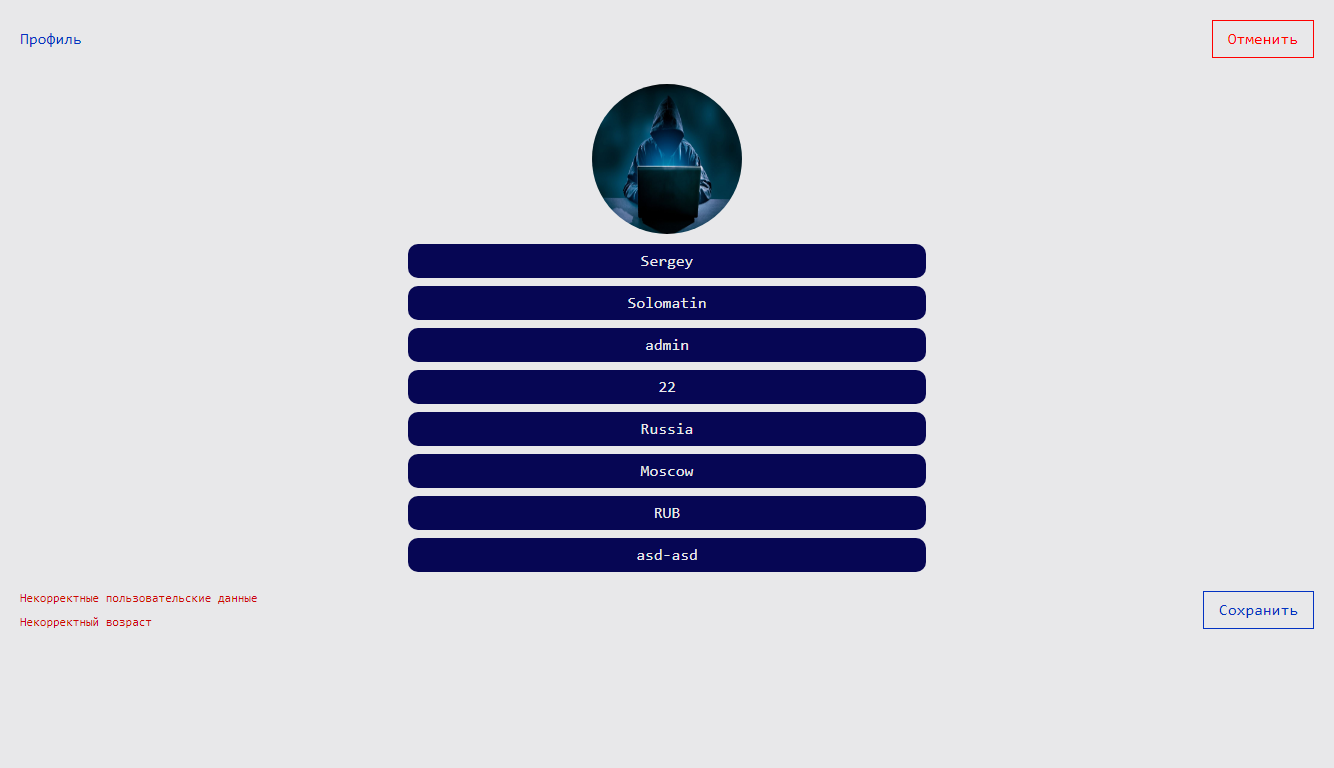 Профиль
Отменить
Sergey
Solomatin
admin
22
Russia
Moscow
RUB
asd-asd
Некорректные пользовательские данные
Некорректный возраст
Сохранить